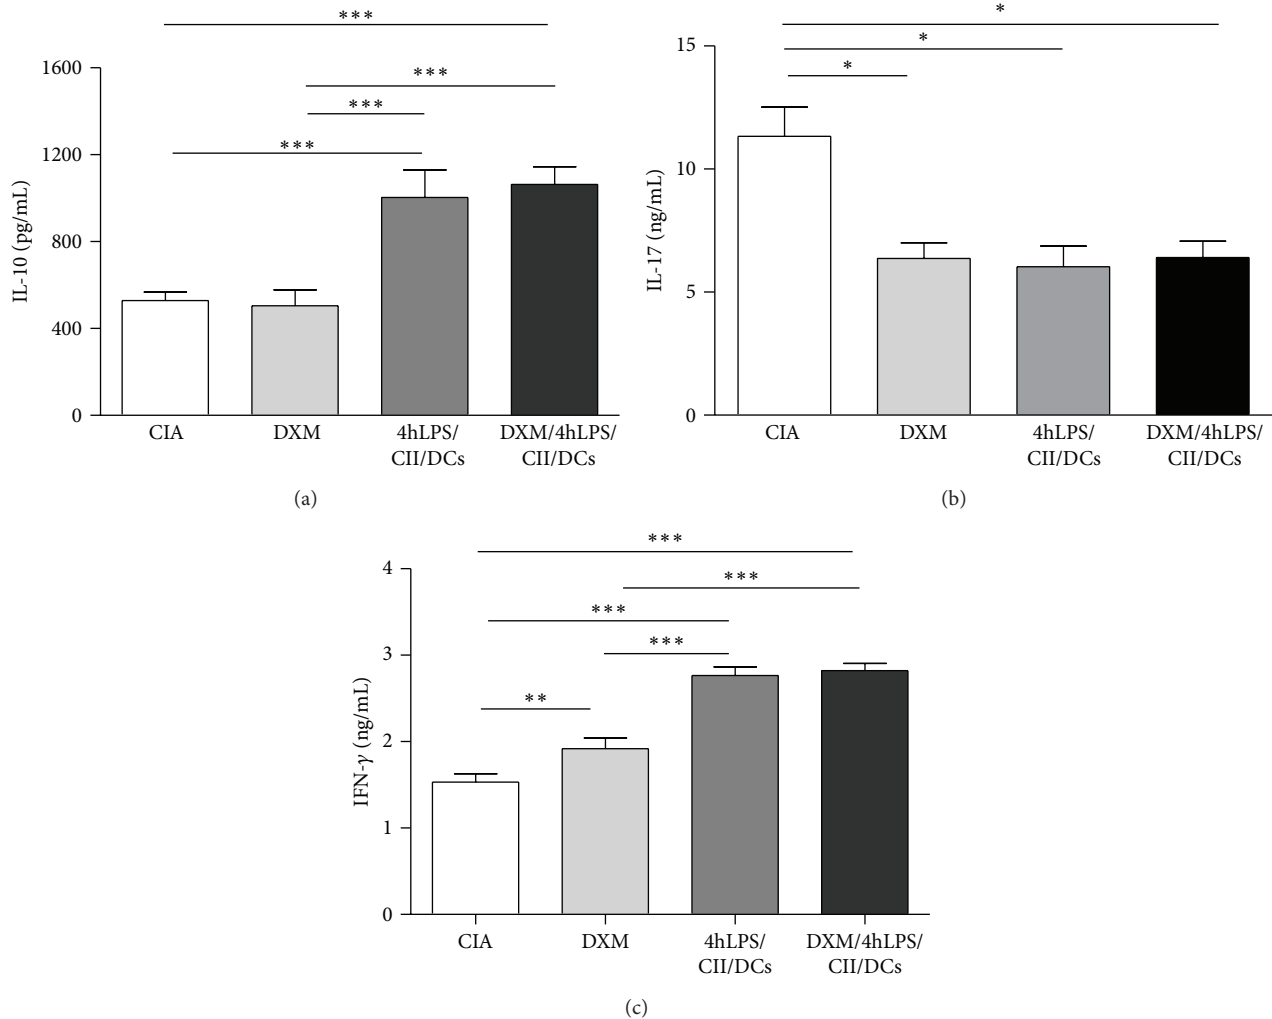 ***
***
***
***
IL-10 (pg/mL)
1600
1200
800
400
0
CIA
DXM
4hLPS/
CII/DCs
DXM/4hLPS/
CII/DCs
(a)
*
*
*
IL-17 (ng/mL)
15
10
5
0
CIA
DXM
4hLPS/
CII/DCs
DXM/4hLPS/
CII/DCs
(b)
***
***
***
***
**
IFN-γ (ng/mL)
4
3
2
1
0
CIA
DXM
4hLPS/
CII/DCs
DXM/4hLPS/
CII/DCs
(c)